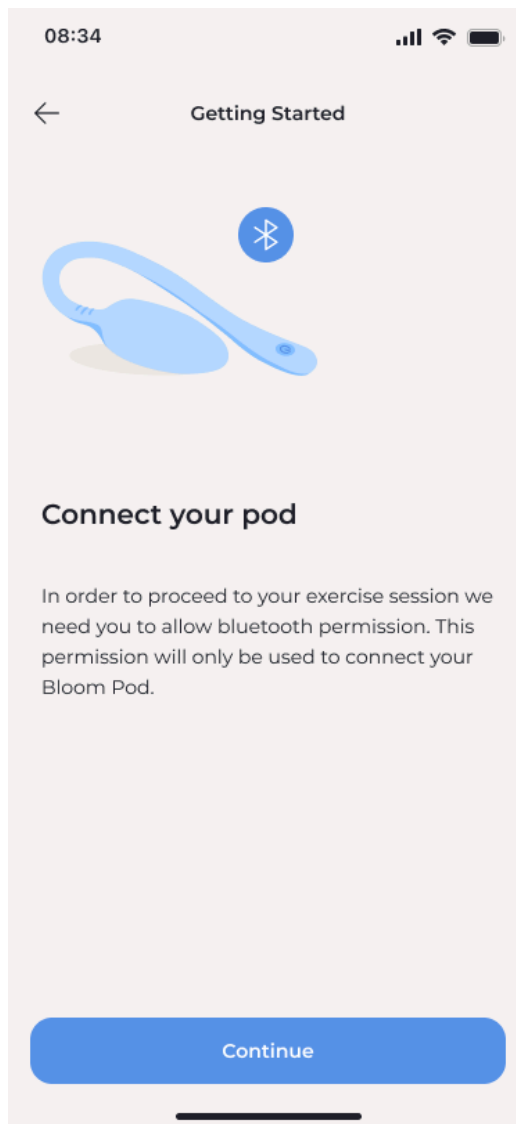 08:34
Getting Started
Connect your pod
In order to proceed to your exercise session we
need you to allow bluetooth permission. This
permission will only be used to connect your
Bloom Pod.
Continue